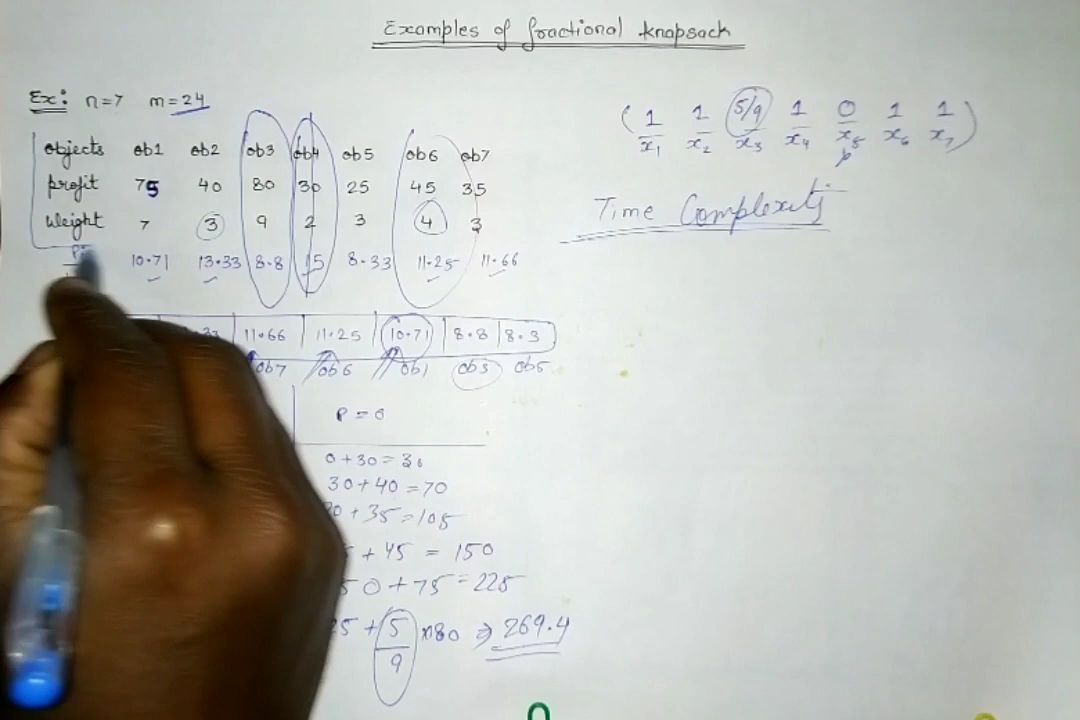 Examples of fractional knapsack
Ex: n=7 m=24
objects ob1 ob2 ob3 ob4 ob5 ob6 ob7
profit 75 40 80 30 25 45 35
Weight 7 3 9 2 3 4 3
10.71 13.33 8.8 15 8.33 11.25 11.66
11.66 11.25 10.71 8.8 8.3
ob7 ob6 ob1 ob3 ob5
P = 0
0+30=30
30+40=70
+35=105
+45 = 150
50+75=225
25+5/9×80 ⇒ 269.4
(1 1 5/9 1 0 1 1)
x1 x2 x3 x4 x5 x6 x7
Time Complexity